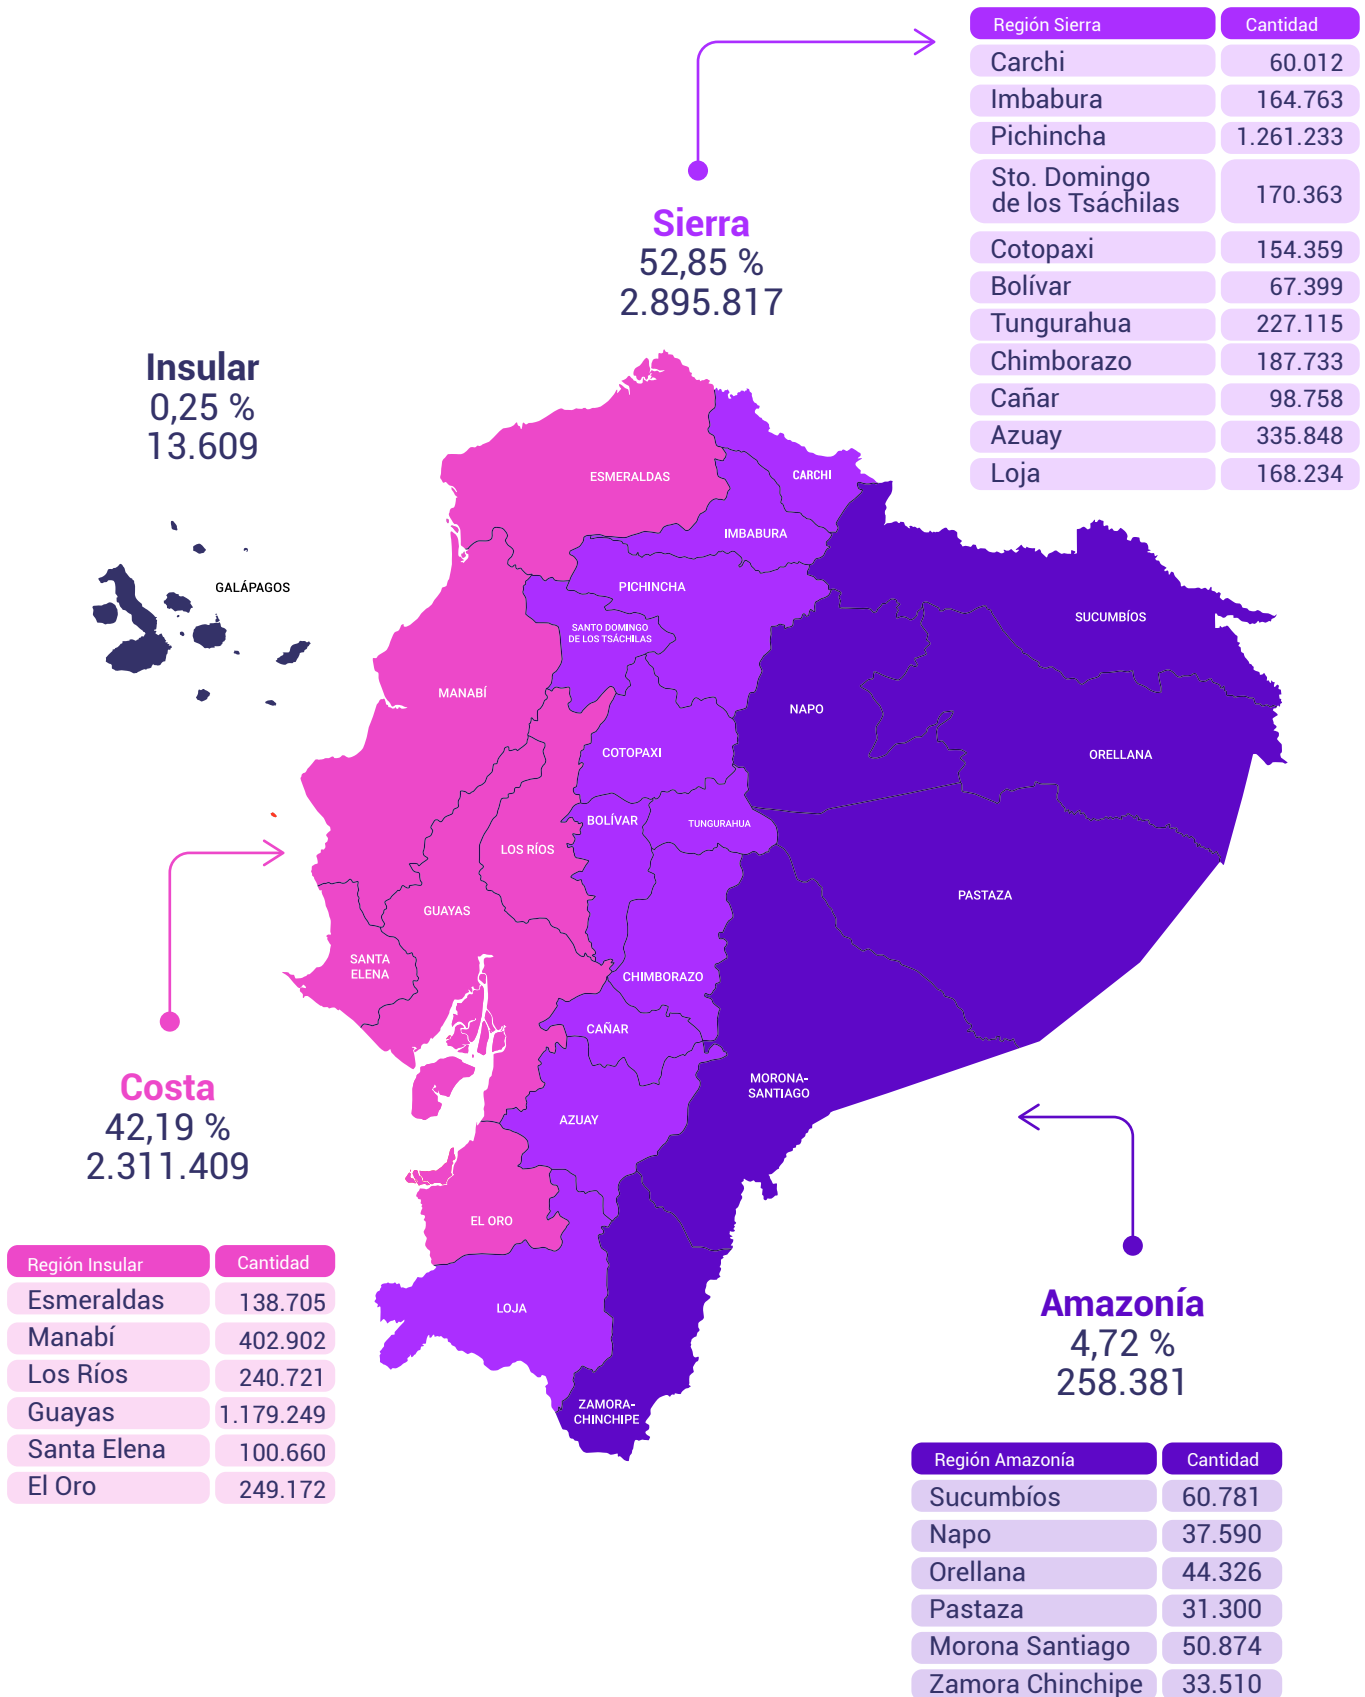 Región Sierra Cantidad
Carchi 60.012
Imbabura 164.763
Pichincha 1.261.233
Sto. Domingo
de los Tsáchilas 170.363
Cotopaxi 154.359
Bolívar 67.399
Tungurahua 227.115
Chimborazo 187.733
Cañar 98.758
Azuay 335.848
Loja 168.234
Sierra
52,85 %
2.895.817
Insular
0,25 %
13.609
GALÁPAGOS
ESMERALDAS
CARCHI
IMBABURA
PICHINCHA
SANTO DOMINGO
DE LOS TSÁCHILAS
SUCUMBÍOS
MANABÍ
NAPO
COTOPAXI
ORELLANA
BOLÍVAR
TUNGURAHUA
LOS RÍOS
PASTAZA
GUAYAS
SANTA
ELENA
CHIMBORAZO
CAÑAR
MORONA-
SANTIAGO
AZUAY
EL ORO
LOJA
ZAMORA-
CHINCHIPE
Costa
42,19 %
2.311.409
Región Insular Cantidad
Esmeraldas 138.705
Manabí 402.902
Los Ríos 240.721
Guayas 1.179.249
Santa Elena 100.660
El Oro 249.172
Amazonía
4,72 %
258.381
Región Amazonía Cantidad
Sucumbíos 60.781
Napo 37.590
Orellana 44.326
Pastaza 31.300
Morona Santiago 50.874
Zamora Chinchipe 33.510